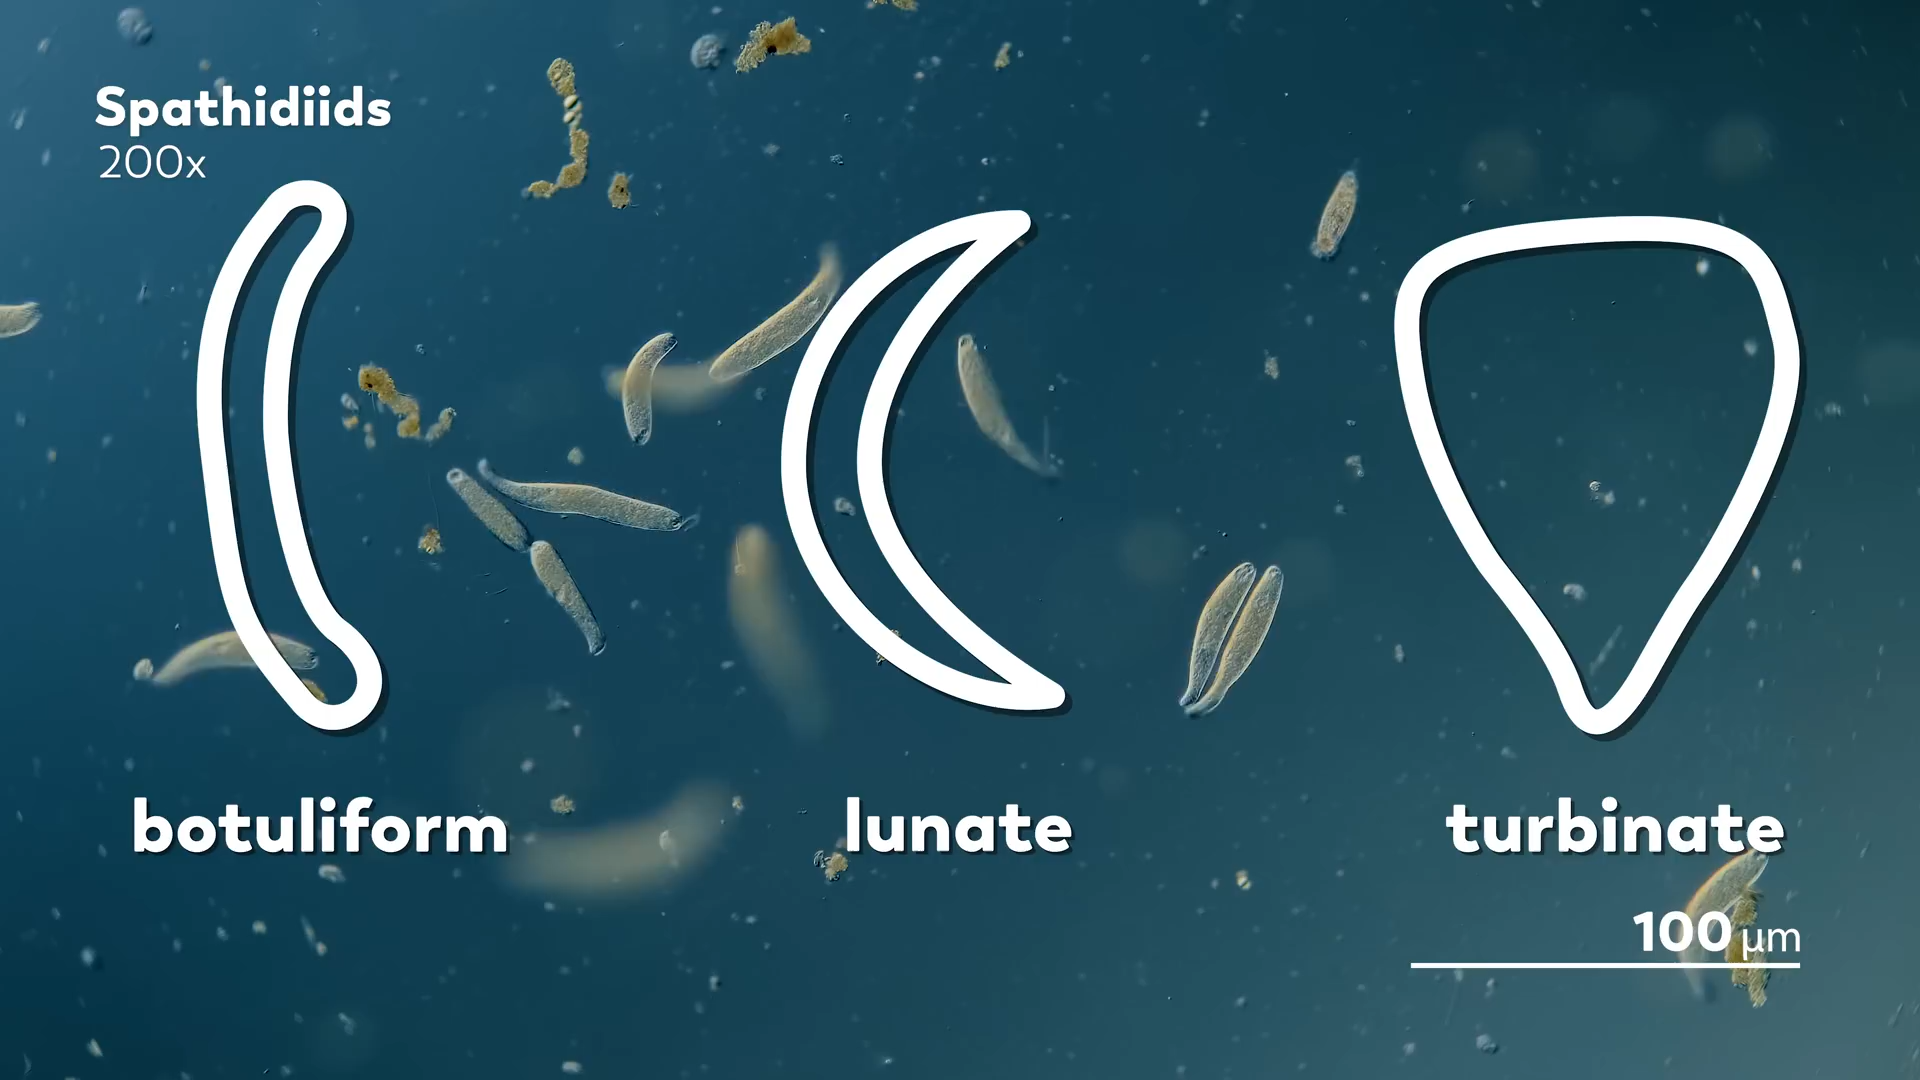 Spathidiids
200x
botuliform
lunate
turbinate
100 µm